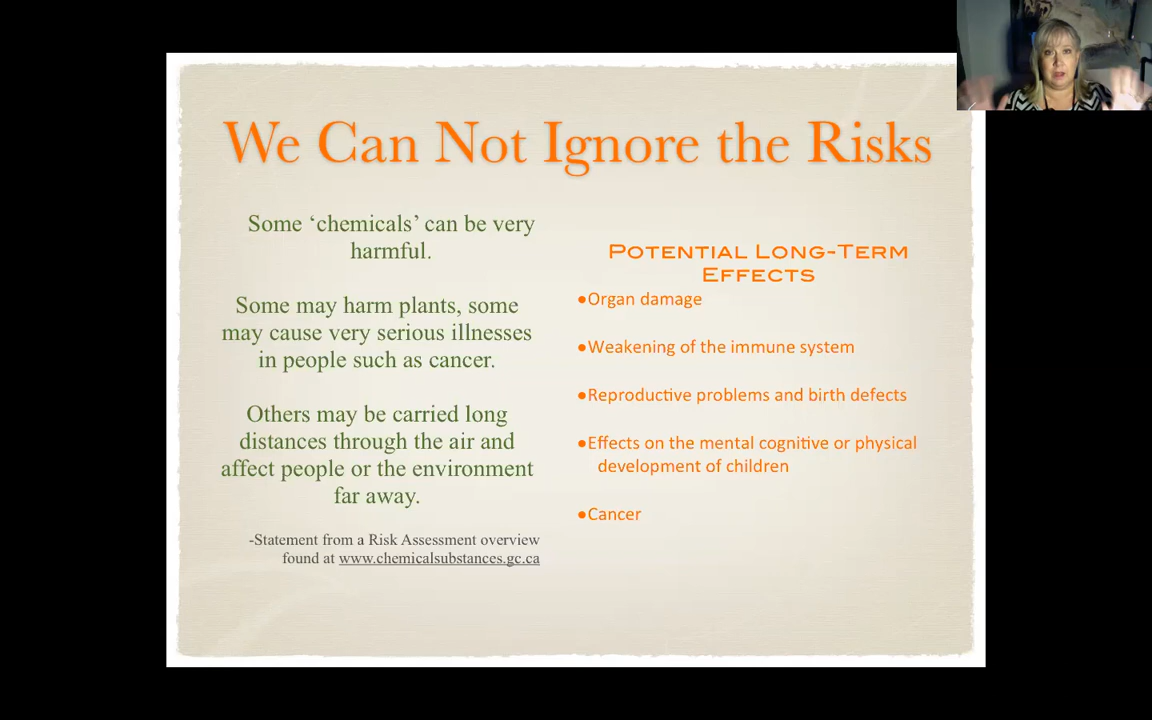 We Can Not Ignore the Risks
Some ‘chemicals’ can be very
harmful.
Some may harm plants, some
may cause very serious illnesses
in people such as cancer.
Others may be carried long
distances through the air and
affect people or the environment
far away.
-Statement from a Risk Assessment overview
found at www.chemicalsubstances.gc.ca
Potential Long-Term
Effects
●Organ damage
●Weakening of the immune system
●Reproductive problems and birth defects
●Effects on the mental cognitive or physical
development of children
●Cancer